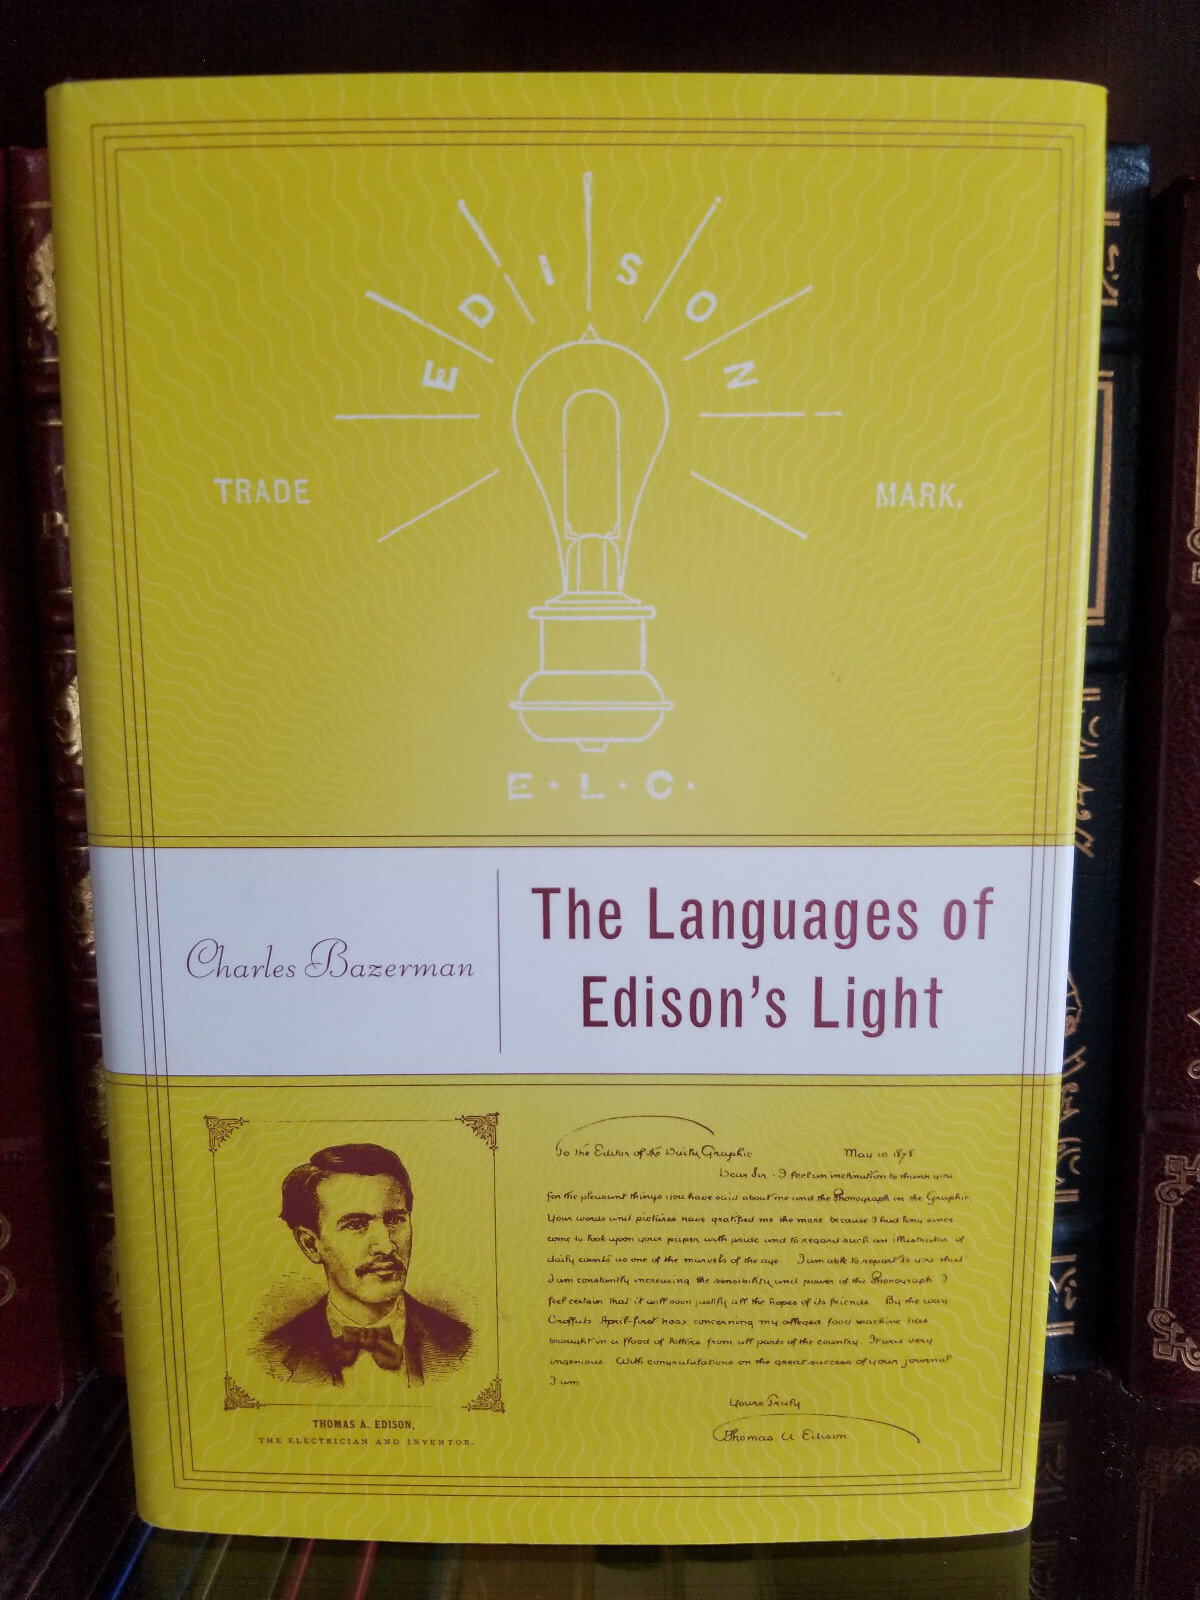 EDISON
TRADE MARK.
E·L·C·
Charles Bazerman
The Languages of
Edison's Light
To the Editor of the Daily Graphic May 10 1878
Dear Sir - I feel an inclination to thank you
for the pleasant things you have said about me and the Phonograph in the Graphic.
Your words and pictures have gratified me the more because I had long since
come to look upon your paper with pride and to regard such an illustrator of
daily events as one of the marvels of the age I am able to report to you that
I am constantly increasing the sensibility and power of the Phonograph I
feel certain that it will soon justify all the hopes of its friends By the way
Croffuts April-first hoax concerning my alleged food machine has
brought in a flood of letters from all parts of the country. It was very
ingenious With congratulations on the great success of your journal
I am
Yours Truly
Thomas A Edison
THOMAS A. EDISON,
THE ELECTRICIAN AND INVENTOR.